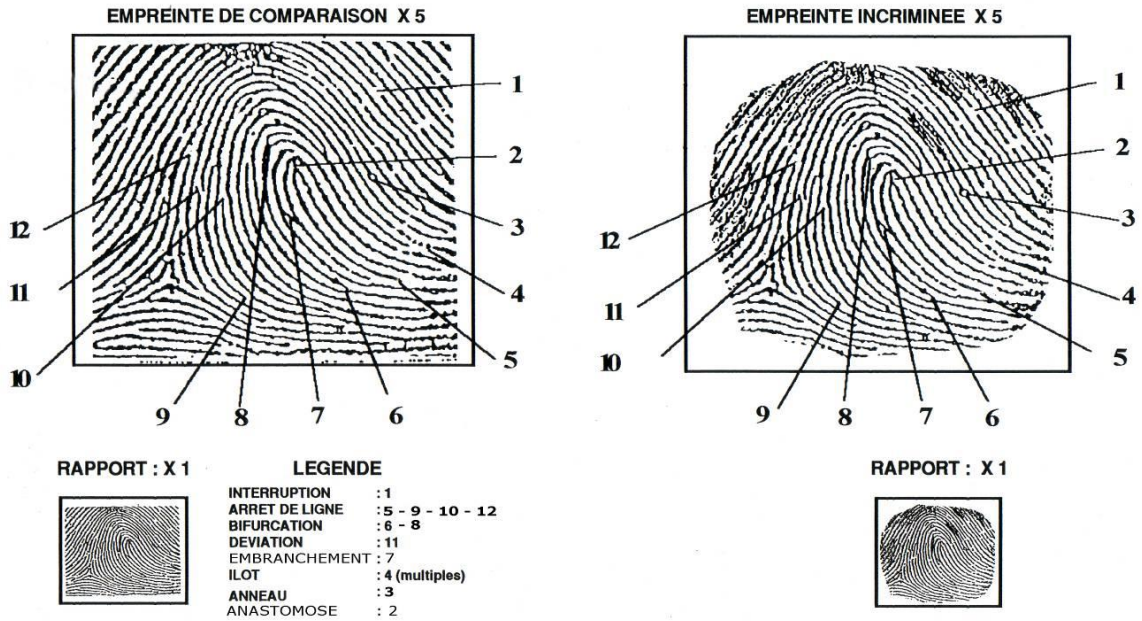 EMPREINTE DE COMPARAISON X 5
1
2
3
4
5
6
7
8
9
10
11
12
EMPREINTE INCRIMINEE X 5
1
2
3
4
5
6
7
8
9
10
11
12
RAPPORT : X 1
LEGENDE
INTERRUPTION : 1
ARRET DE LIGNE : 5 - 9 - 10 - 12
BIFURCATION : 6 - 8
DEVIATION : 11
EMBRANCHEMENT : 7
ILOT : 4 (multiples)
ANNEAU : 3
ANASTOMOSE : 2
RAPPORT : X 1